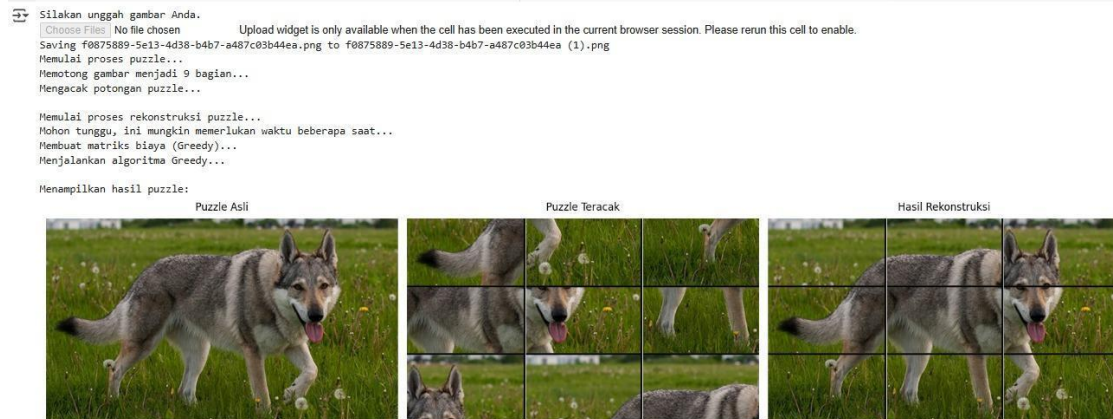 Silakan unggah gambar Anda.
Choose Files No file chosen Upload widget is only available when the cell has been executed in the current browser session. Please rerun this cell to enable.
Saving f0875889-5e13-4d38-b4b7-a487c03b44ea.png to f0875889-5e13-4d38-b4b7-a487c03b44ea (1).png
Memulai proses puzzle...
Memotong gambar menjadi 9 bagian...
Mengacak potongan puzzle...
Memulai proses rekonstruksi puzzle...
Mohon tunggu, ini mungkin memerlukan waktu beberapa saat...
Membuat matriks biaya (Greedy)...
Menjalankan algoritma Greedy...
Menampilkan hasil puzzle:
Puzzle Asli
Puzzle Teracak
Hasil Rekonstruksi